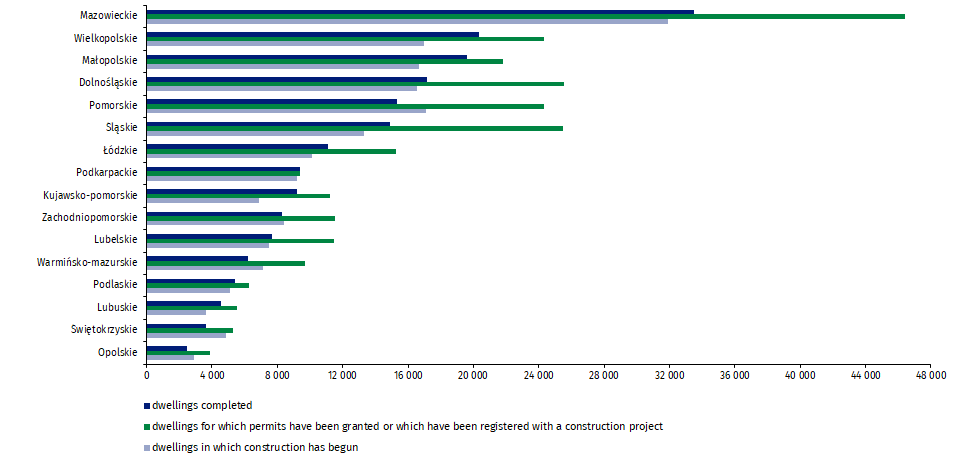 Mazowieckie
Wielkopolskie
Małopolskie
Dolnośląskie
Pomorskie
Śląskie
Łódzkie
Podkarpackie
Kujawsko-pomorskie
Zachodniopomorskie
Lubelskie
Warmińsko-mazurskie
Podlaskie
Lubuskie
Świętokrzyskie
Opolskie
0 4 000 8 000 12 000 16 000 20 000 24 000 28 000 32 000 36 000 40 000 44 000 48 000
dwellings completed
dwellings for which permits have been granted or which have been registered with a construction project
dwellings in which construction has begun